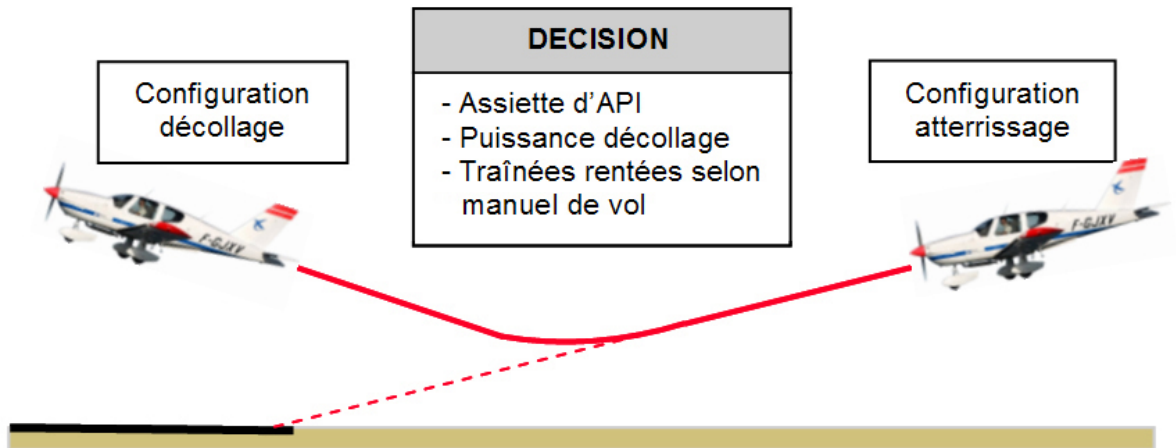 DECISION
Configuration
décollage
- Assiette d'API
- Puissance décollage
- Traînées rentées selon
manuel de vol
Configuration
atterrissage
F-GJXV
F-GJXV